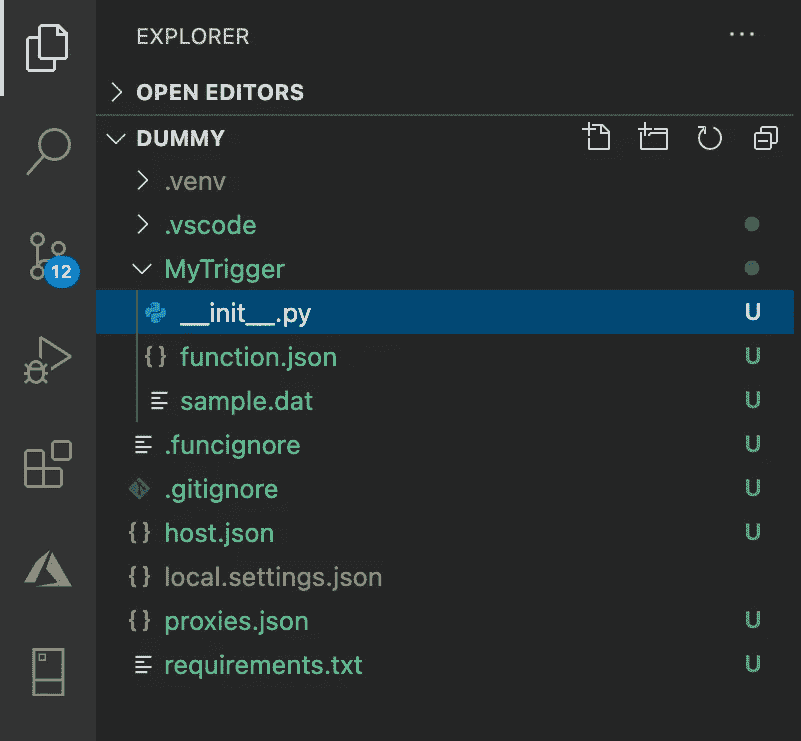 EXPLORER
OPEN EDITORS
DUMMY
.venv
.vscode
12
MyTrigger
__init__.py U
function.json U
sample.dat U
.funcignore U
.gitignore U
host.json U
local.settings.json
proxies.json U
requirements.txt U